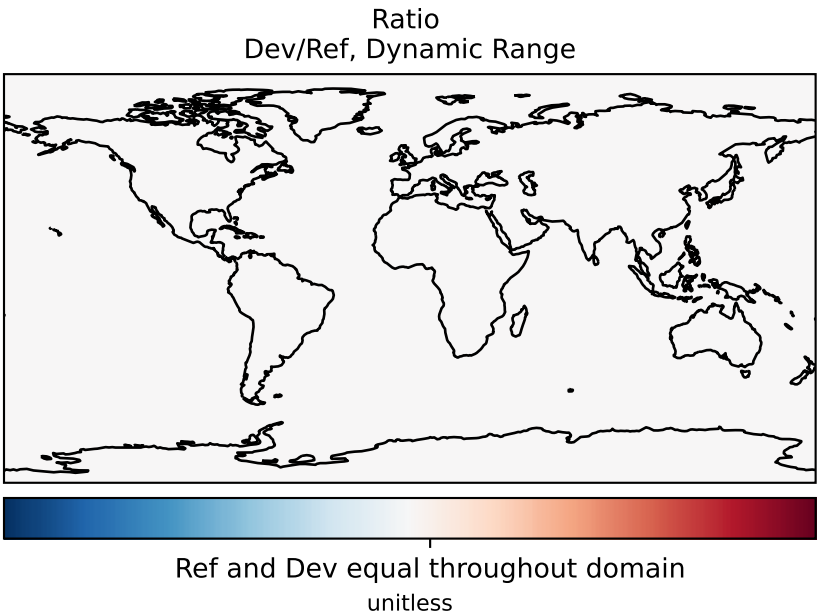 Ratio
Dev/Ref, Dynamic Range
Ref and Dev equal throughout domain
unitless